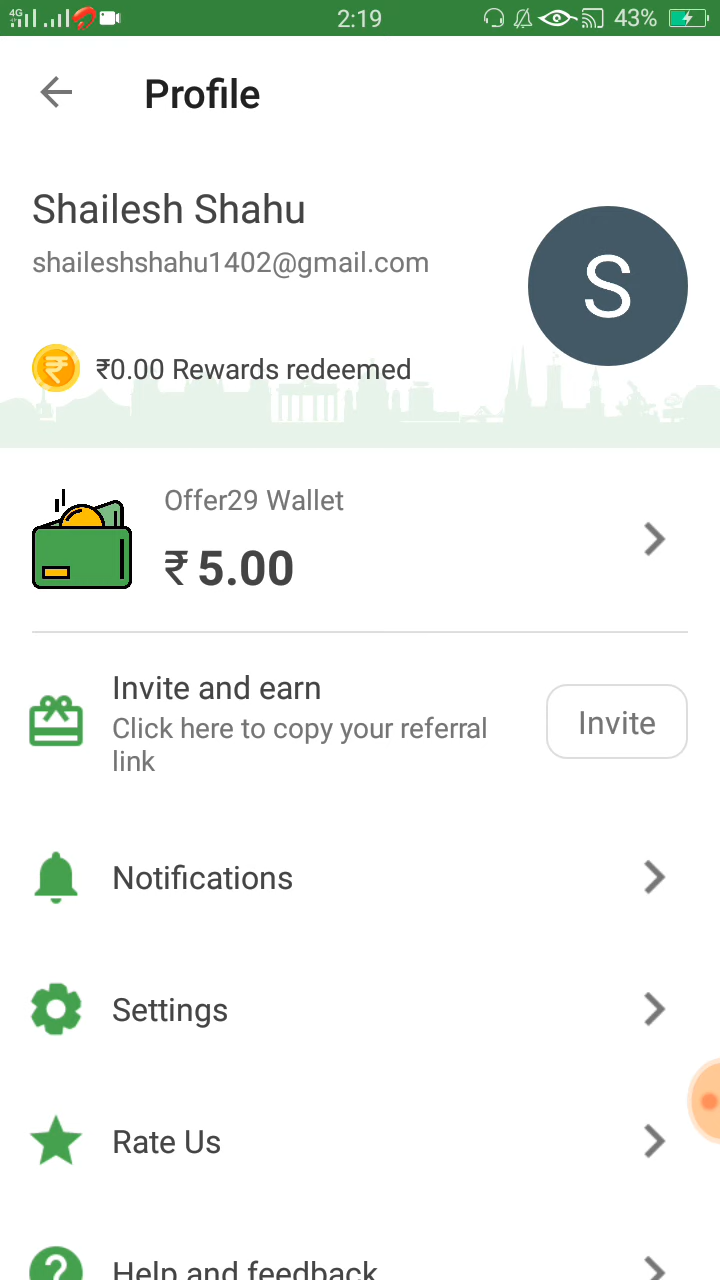 4G 2:19 43%
Profile
Shailesh Shahu
shaileshshahu1402@gmail.com
S
₹0.00 Rewards redeemed
Offer29 Wallet
₹ 5.00
Invite and earn
Click here to copy your referral
link
Invite
Notifications
Settings
Rate Us
Help and feedback